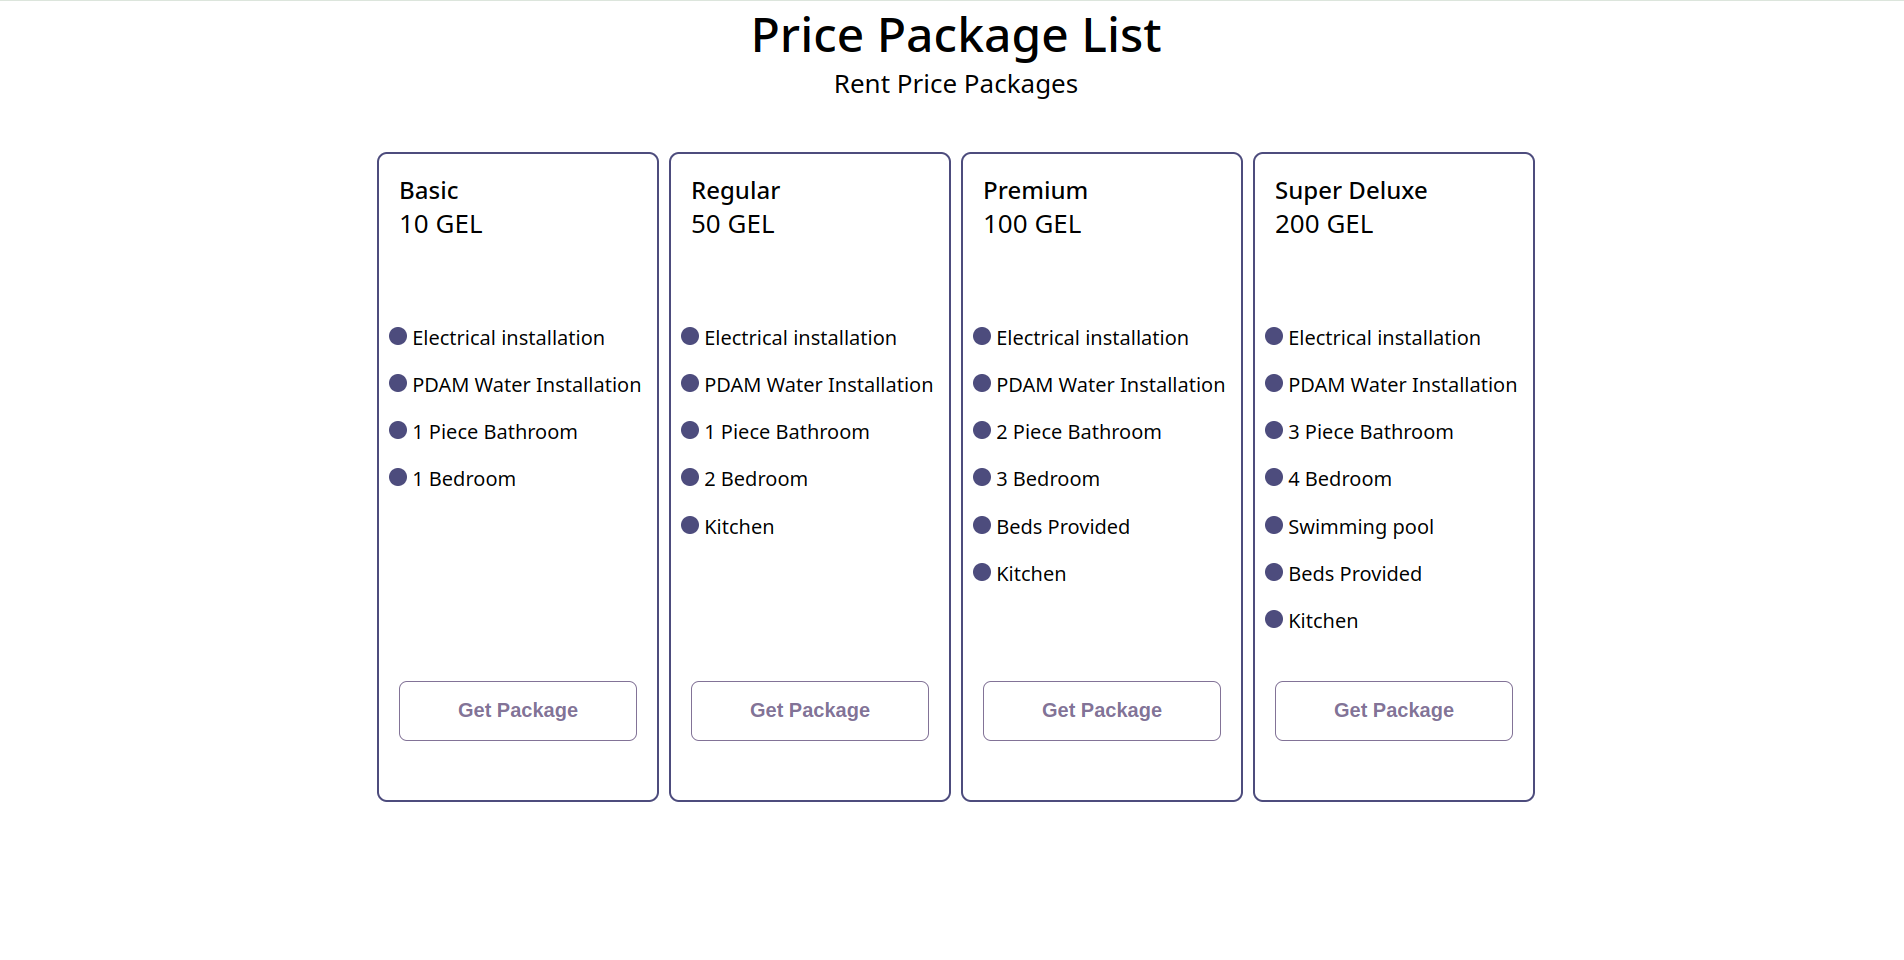 Price Package List
Rent Price Packages
Basic
10 GEL
Electrical installation
PDAM Water Installation
1 Piece Bathroom
1 Bedroom
Get Package
Regular
50 GEL
Electrical installation
PDAM Water Installation
1 Piece Bathroom
2 Bedroom
Kitchen
Get Package
Premium
100 GEL
Electrical installation
PDAM Water Installation
2 Piece Bathroom
3 Bedroom
Beds Provided
Kitchen
Get Package
Super Deluxe
200 GEL
Electrical installation
PDAM Water Installation
3 Piece Bathroom
4 Bedroom
Swimming pool
Beds Provided
Kitchen
Get Package